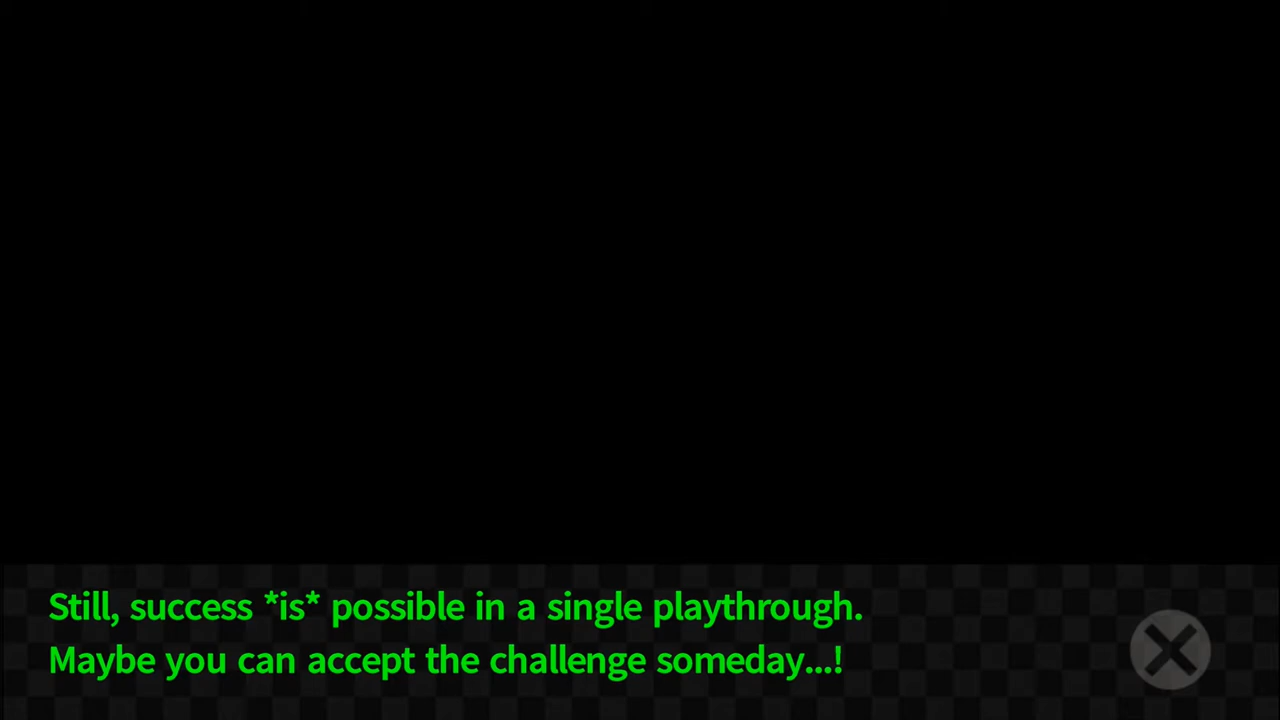 Still, success *is* possible in a single playthrough.
Maybe you can accept the challenge someday...!